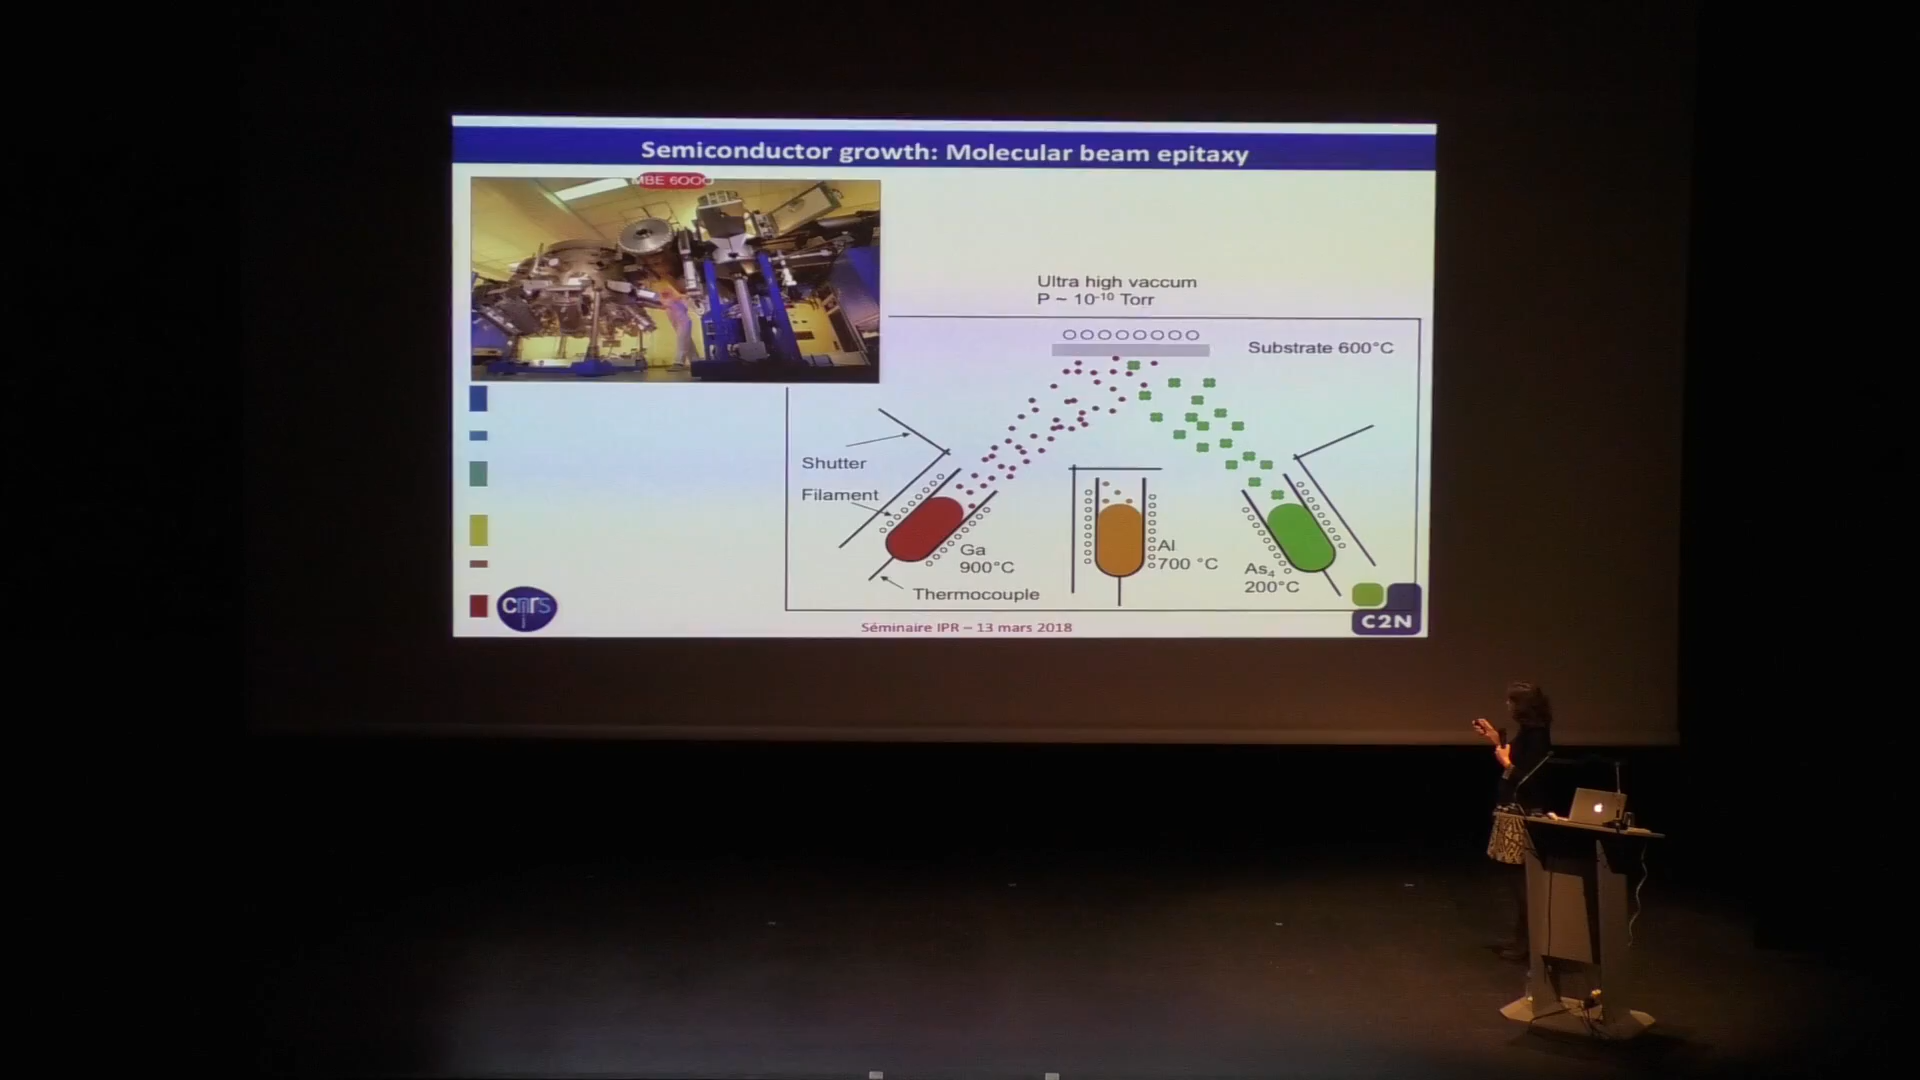 Semiconductor growth: Molecular beam epitaxy
MBE 6000
Ultra high vaccum
P ~ 10⁻¹⁰ Torr
Substrate 600°C
Shutter
Filament
Ga
900°C
Al
700 °C
As₄
200°C
Thermocouple
cnrs
C2N
Séminaire IPR – 13 mars 2018